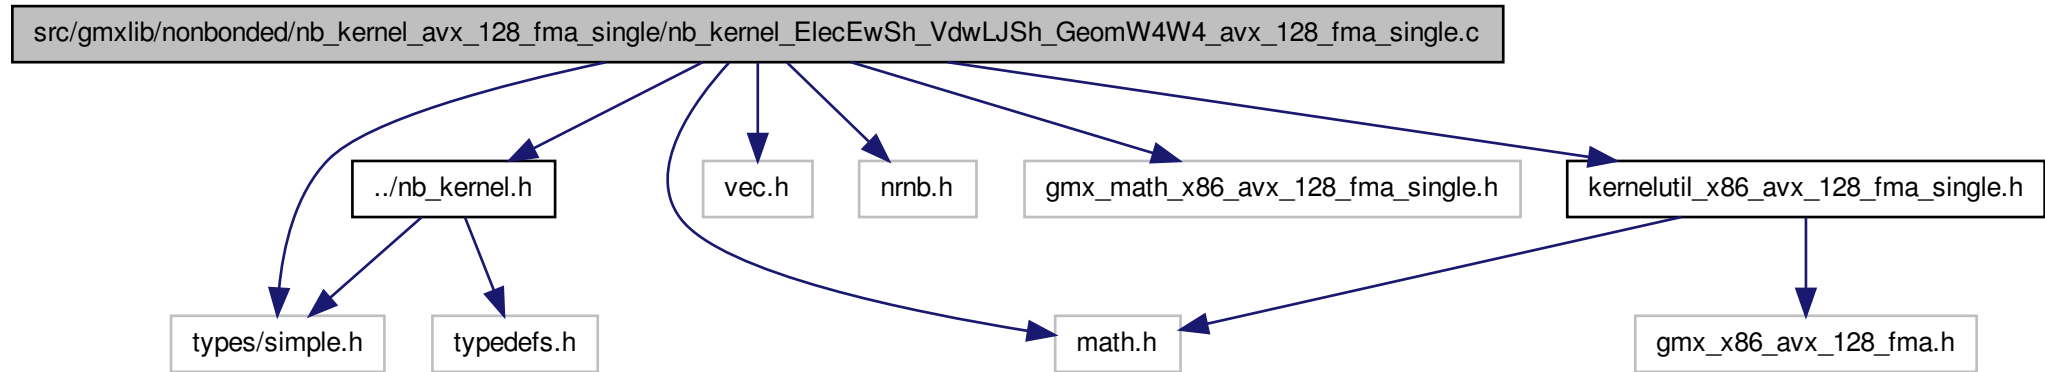 src/gmxlib/nonbonded/nb_kernel_avx_128_fma_single/nb_kernel_ElecEwSh_VdwLJSh_GeomW4W4_avx_128_fma_single.c
../nb_kernel.h
vec.h
nrnb.h
gmx_math_x86_avx_128_fma_single.h
kernelutil_x86_avx_128_fma_single.h
types/simple.h
typedefs.h
math.h
gmx_x86_avx_128_fma.h